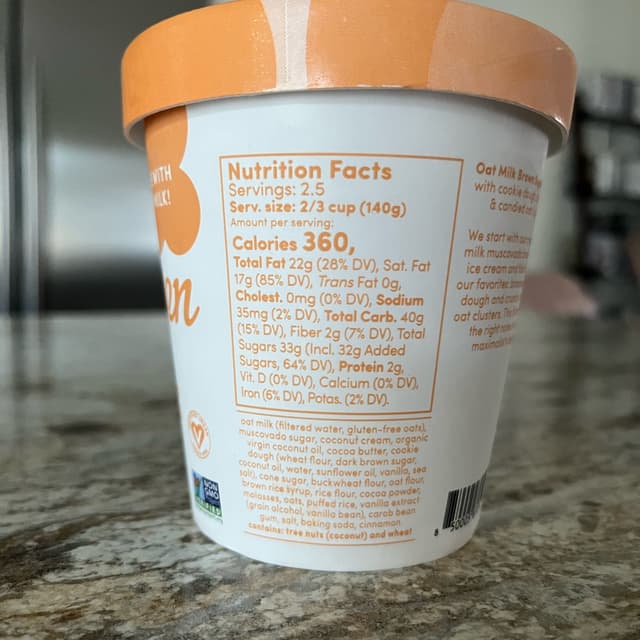 WITH
Nutrition Facts
Servings: 2.5
Serv. size: 2/3 cup (140g)
Amount per serving:
Calories 360,
Total Fat 22g (28% DV), Sat. Fat
17g (85% DV), Trans Fat 0g,
Cholest. 0mg (0% DV), Sodium
35mg (2% DV), Total Carb. 40g
(15% DV), Fiber 2g (7% DV), Total
Sugars 33g (Incl. 32g Added
Sugars, 64% DV), Protein 2g,
Vit. D (0% DV), Calcium (0% DV),
Iron (6% DV), Potas. (2% DV).
oat milk (filtered water, gluten-free oats),
muscovado sugar, coconut cream, organic
virgin coconut oil, cocoa butter, cookie
dough (wheat flour, dark brown sugar,
coconut oil, water, sunflower oil, vanilla, sea
salt), cane sugar, buckwheat flour, oat flour,
brown rice syrup, rice flour, cocoa powder,
molasses, salt, puffed rice, vanilla extract
(grain alcohol, vanilla bean), carob bean
gum, salt, baking soda, cinnamon
contains: tree nuts (coconut) and wheat
NON
GMO
Oat Milk Brown
with cookie
& candied
We start with
milk muscovado
ice cream and
our favorites:
dough and
oat clusters.
the right